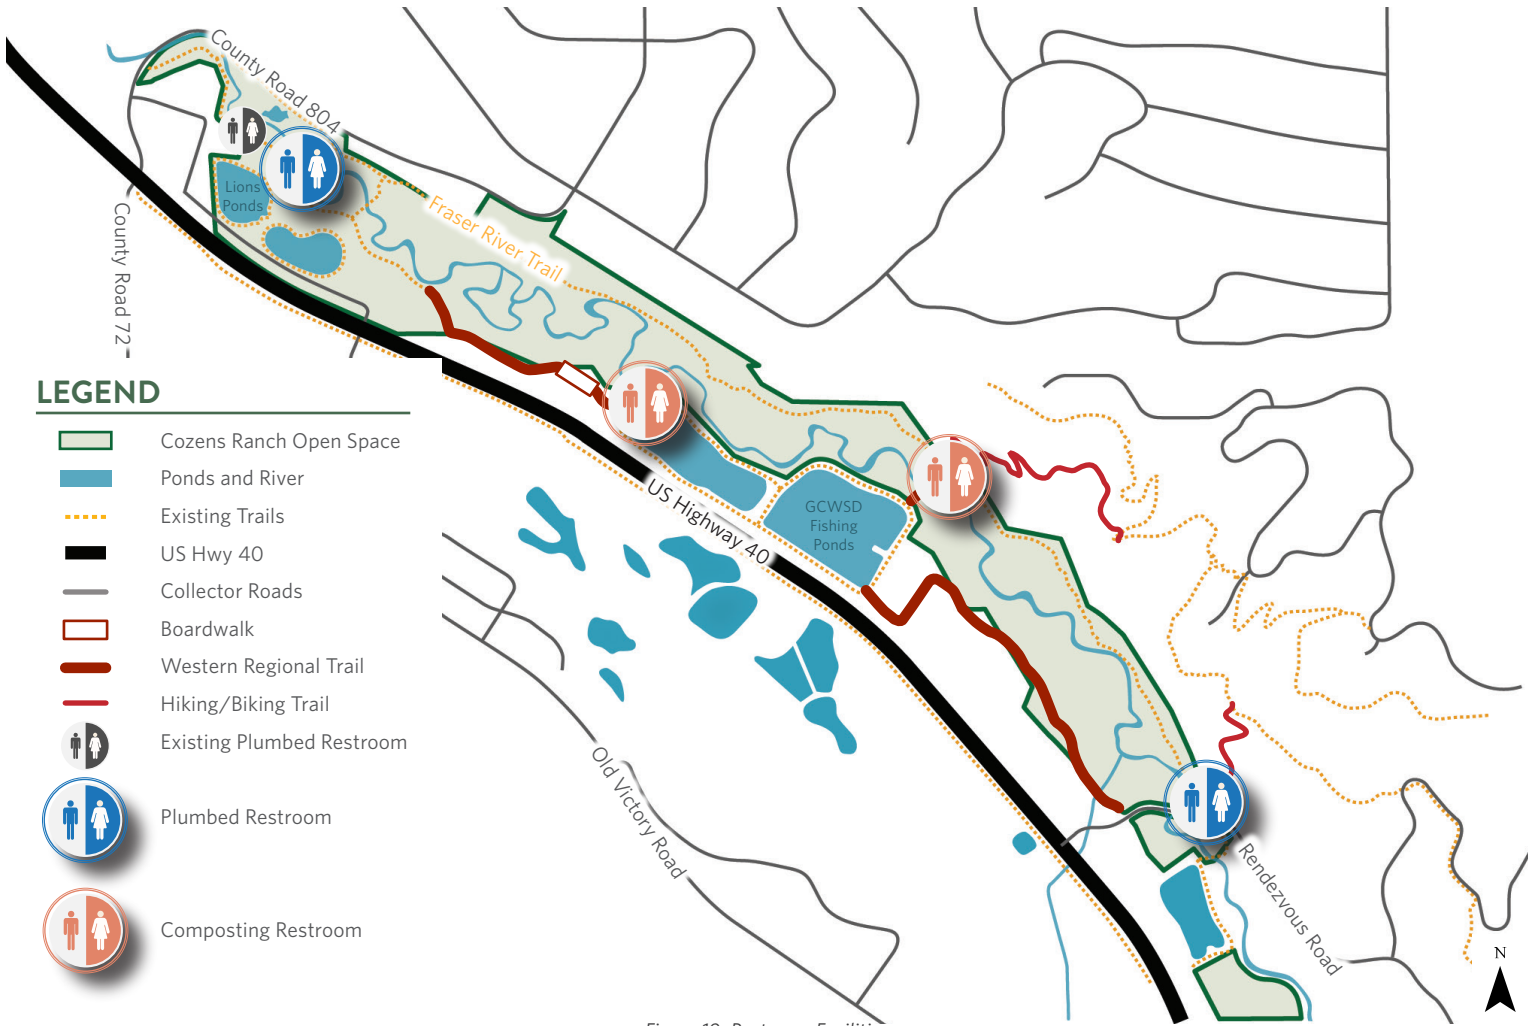 County Road 804
Lions
Ponds
County Road 72
Fraser River Trail
US Highway 40
GCWSD
Fishing
Ponds
Old Victory Road
Rendezvous Road
N
LEGEND
Cozens Ranch Open Space
Ponds and River
Existing Trails
US Hwy 40
Collector Roads
Boardwalk
Western Regional Trail
Hiking/Biking Trail
Existing Plumbed Restroom
Plumbed Restroom
Composting Restroom